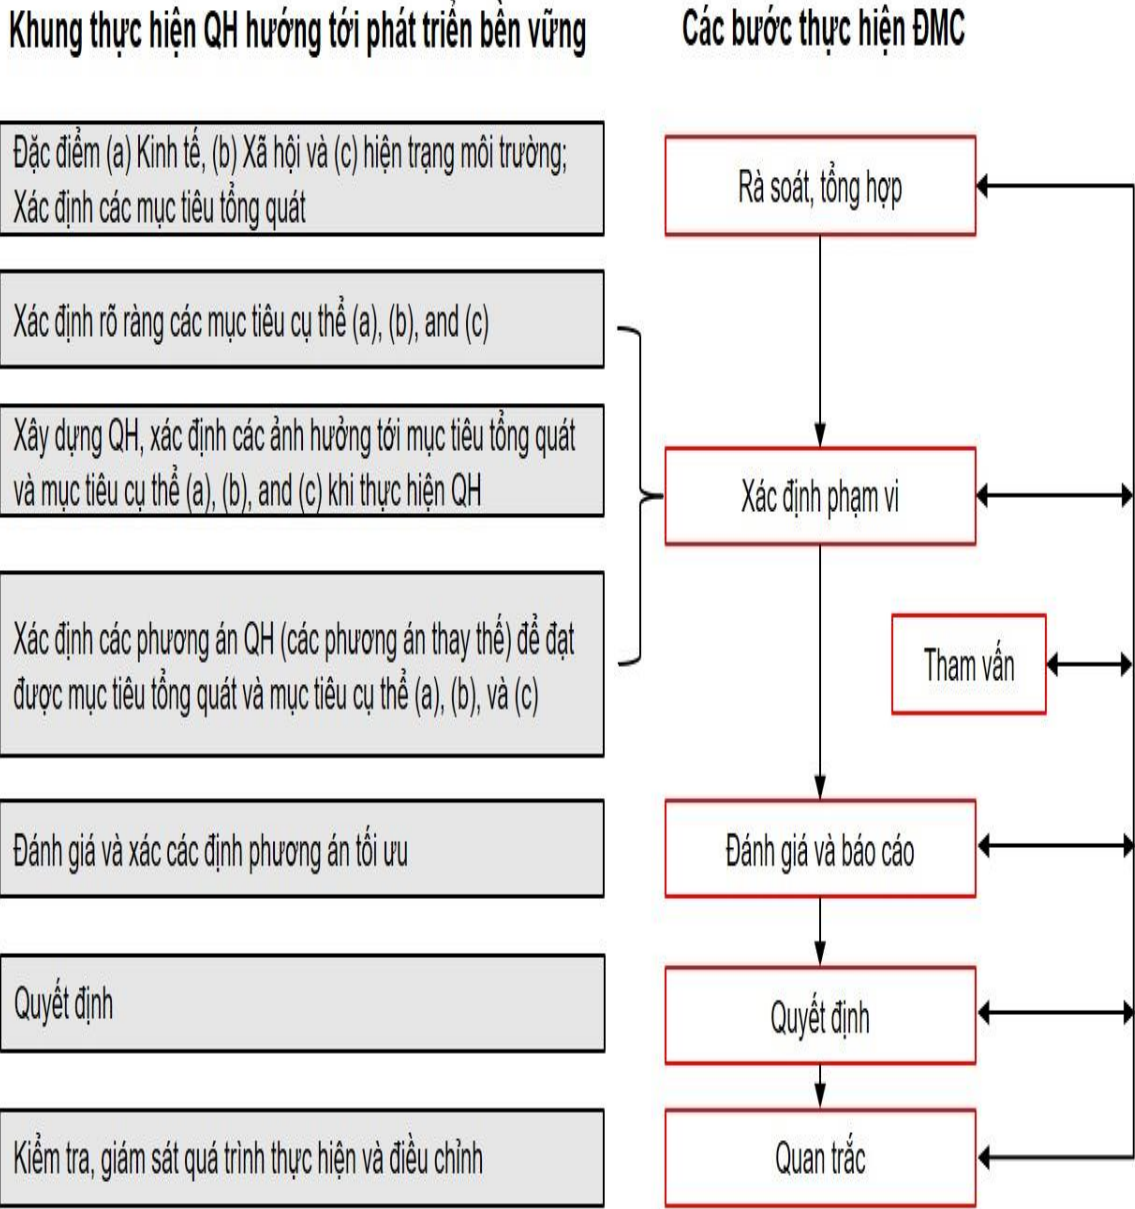 Khung thực hiện QH hướng tới phát triển bền vững
Các bước thực hiện ĐMC
Đặc điểm (a) Kinh tế, (b) Xã hội và (c) hiện trạng môi trường;
Xác định các mục tiêu tổng quát
Rà soát, tổng hợp
Xác định rõ ràng các mục tiêu cụ thể (a), (b), and (c)
Xây dựng QH, xác định các ảnh hưởng tới mục tiêu tổng quát
và mục tiêu cụ thể (a), (b), and (c) khi thực hiện QH
Xác định phạm vi
Xác định các phương án QH (các phương án thay thế) để đạt
được mục tiêu tổng quát và mục tiêu cụ thể (a), (b), và (c)
Tham vấn
Đánh giá và xác các định phương án tối ưu
Đánh giá và báo cáo
Quyết định
Quyết định
Kiểm tra, giám sát quá trình thực hiện và điều chỉnh
Quan trắc